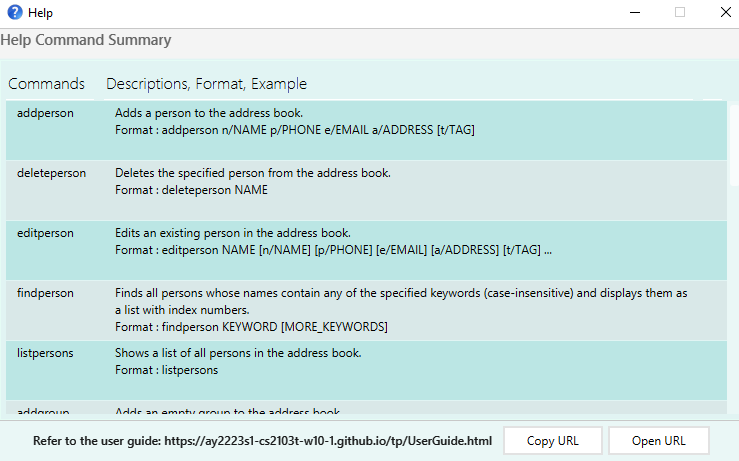 Help
Help Command Summary
Commands Descriptions, Format, Example
addperson Adds a person to the address book.
Format : addperson n/NAME p/PHONE e/EMAIL a/ADDRESS [t/TAG]
deleteperson Deletes the specified person from the address book.
Format : deleteperson NAME
editperson Edits an existing person in the address book.
Format : editperson NAME [n/NAME] [p/PHONE] [e/EMAIL] [a/ADDRESS] [t/TAG] ...
findperson Finds all persons whose names contain any of the specified keywords (case-insensitive) and displays them as
a list with index numbers.
Format : findperson KEYWORD [MORE_KEYWORDS]
listpersons Shows a list of all persons in the address book.
Format : listpersons
addgroup Adds an empty group to the address book.
Refer to the user guide: https://ay2223s1-cs2103t-w10-1.github.io/tp/UserGuide.html Copy URL Open URL